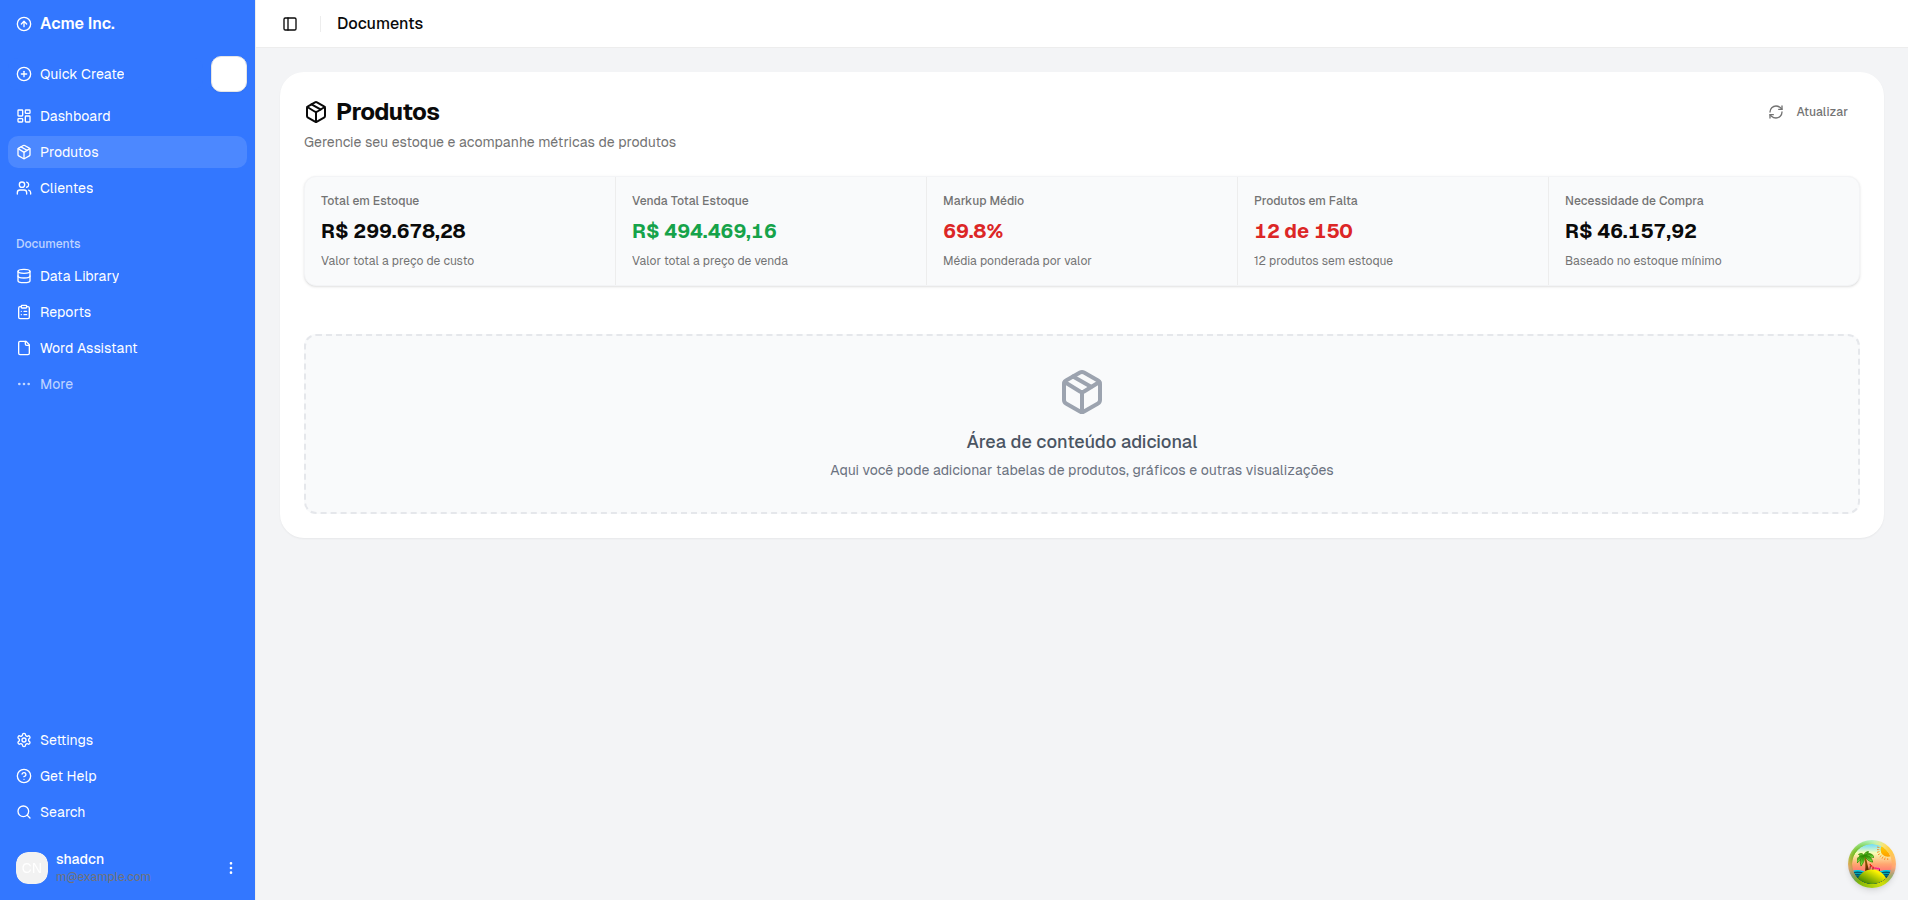 Acme Inc.
Quick Create
Dashboard
Produtos
Clientes
Documents
Data Library
Reports
Word Assistant
More
Settings
Get Help
Search
CN
shadcn
m@example.com
Documents
Produtos
Atualizar
Gerencie seu estoque e acompanhe métricas de produtos
Total em Estoque
R$ 299.678,28
Valor total a preço de custo
Venda Total Estoque
R$ 494.469,16
Valor total a preço de venda
Markup Médio
69.8%
Média ponderada por valor
Produtos em Falta
12 de 150
12 produtos sem estoque
Necessidade de Compra
R$ 46.157,92
Baseado no estoque mínimo
Área de conteúdo adicional
Aqui você pode adicionar tabelas de produtos, gráficos e outras visualizações